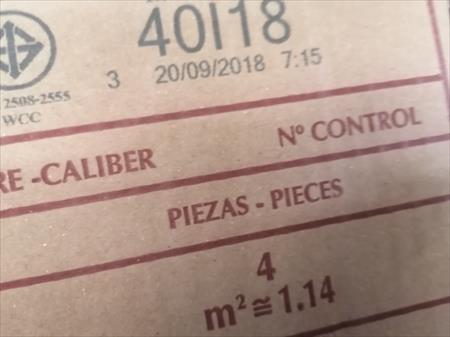 40I18
3 20/09/2018 7:15
2508-2555
WCC
RE -CALIBER Nº CONTROL
PIEZAS - PIECES
4
m² ≅ 1.14